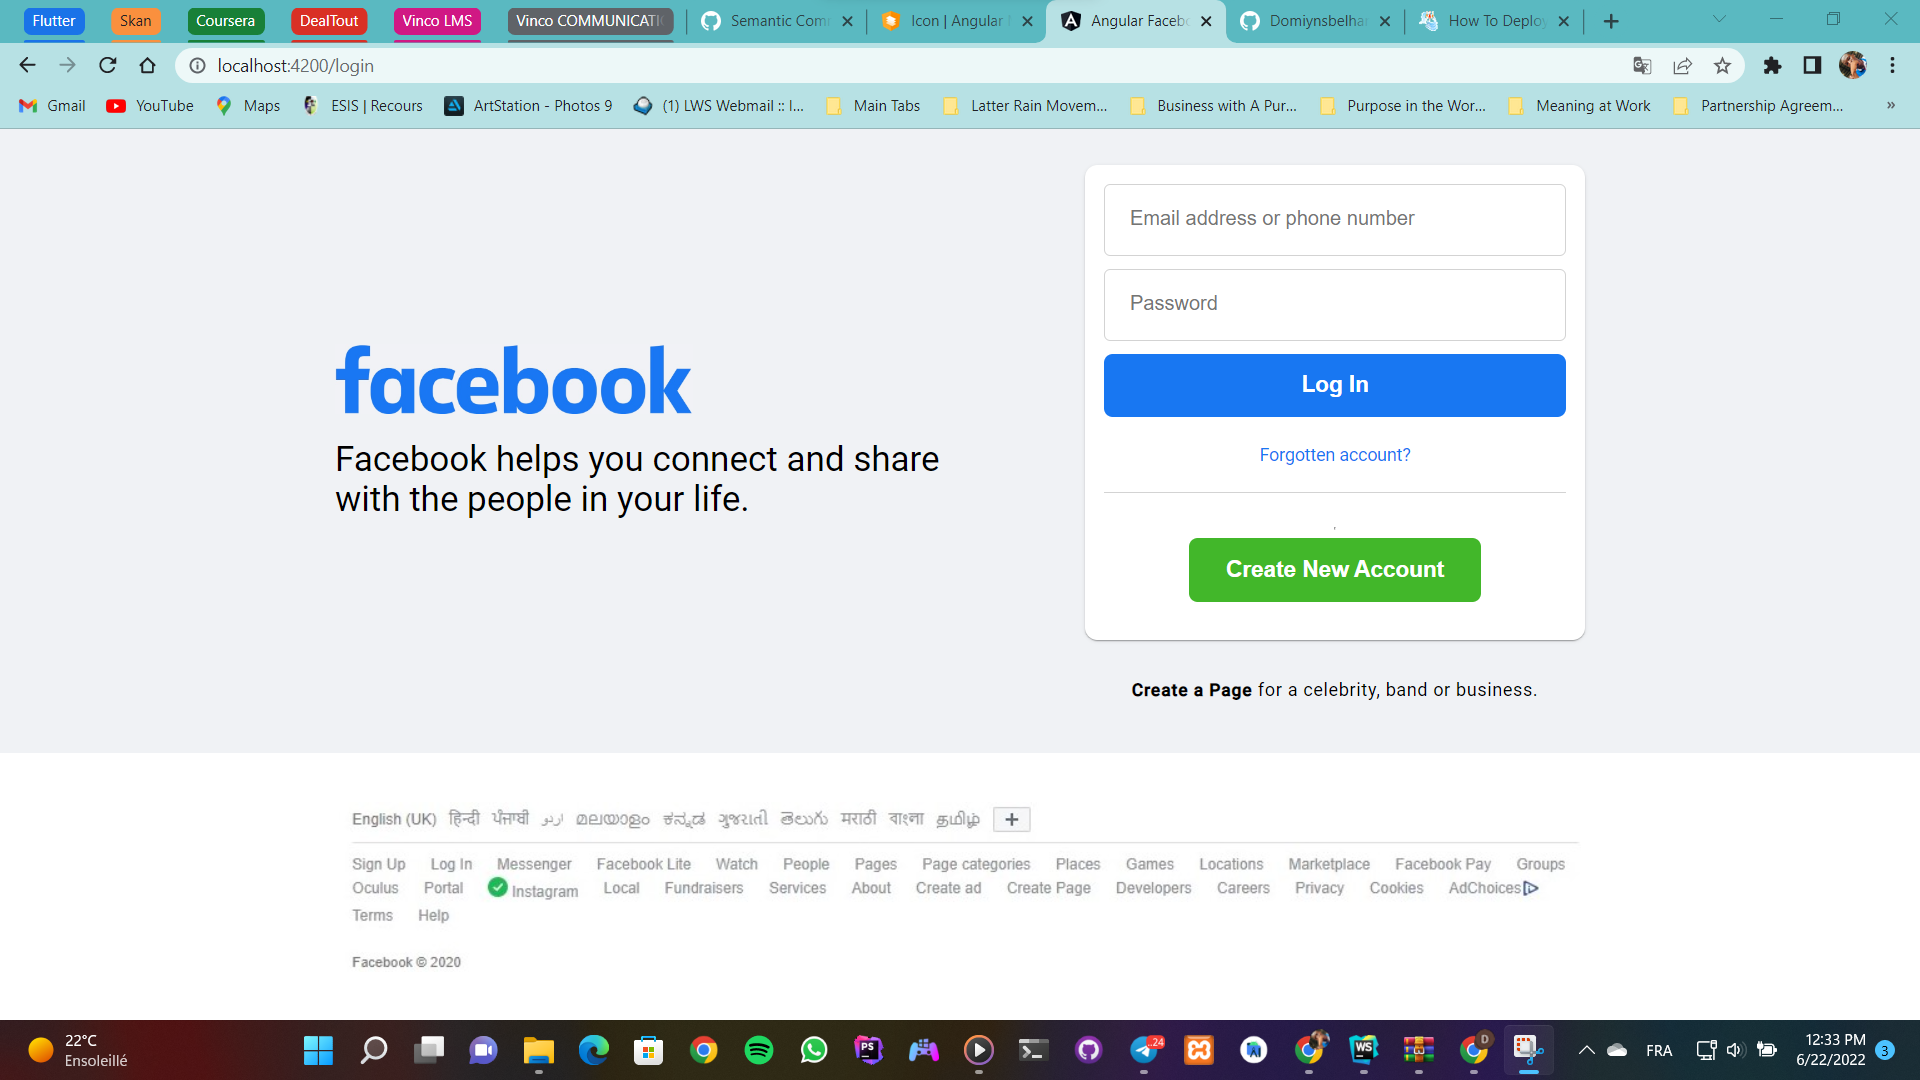 Flutter Skan Coursera DealTout Vinco LMS Vinco COMMUNICATI Semantic Com Icon | Angular Angular Facebo Domiynsbelha How To Deploy
localhost:4200/login
Gmail YouTube Maps ESIS | Recours ArtStation - Photos 9 (1) LWS Webmail :: I... Main Tabs Latter Rain Movem... Business with A Pur... Purpose in the Wor... Meaning at Work Partnership Agreem... »
Email address or phone number
Password
Log In
Forgotten account?
,
Create New Account
Create a Page for a celebrity, band or business.
facebook
Facebook helps you connect and share
with the people in your life.
English (UK) हिन्दी ਪੰਜਾਬੀ اردو മലയാളം ಕನ್ನಡ ગુજરાતી తెలుగు मराठी বাংলা தமிழ் +
Sign Up Log In Messenger Facebook Lite Watch People Pages Page categories Places Games Locations Marketplace Facebook Pay Groups
Oculus Portal Instagram Local Fundraisers Services About Create ad Create Page Developers Careers Privacy Cookies AdChoices
Terms Help
Facebook © 2020
22°C
Ensoleillé
PS
..24
WS
D
FRA
12:33 PM
6/22/2022
3